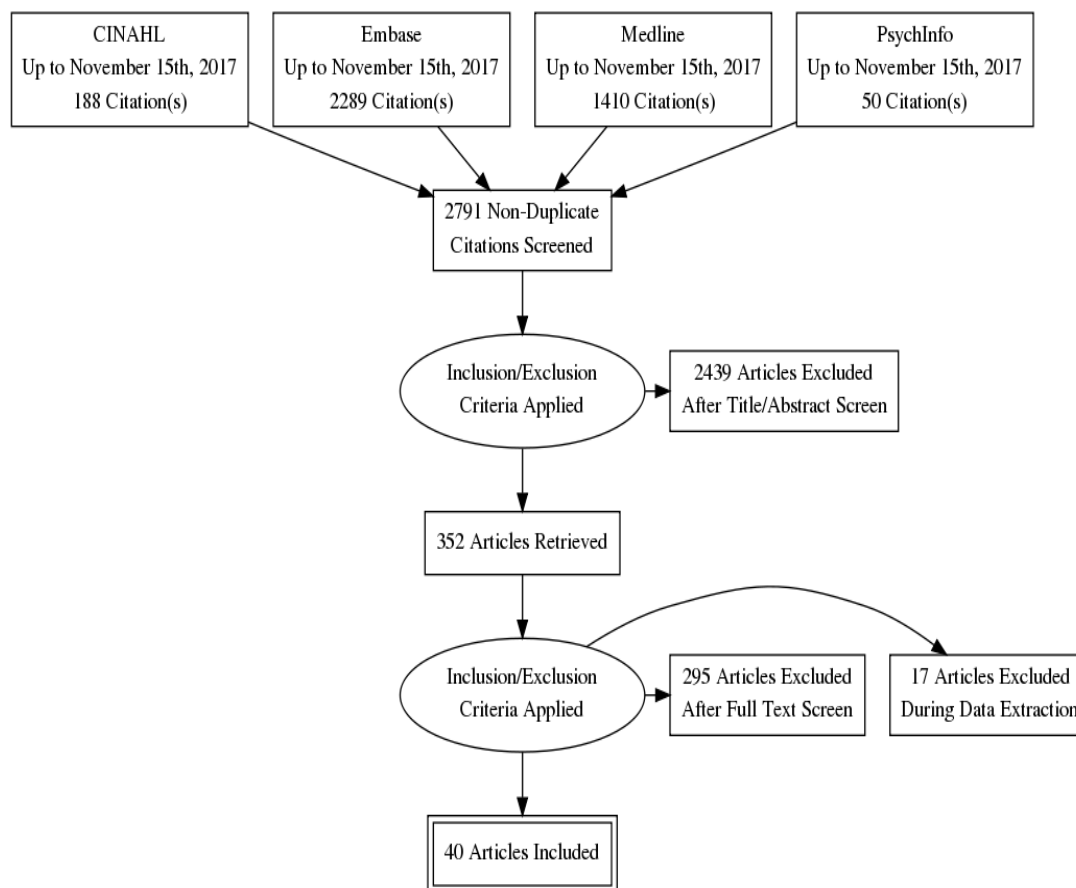 CINAHL
Up to November 15th, 2017
188 Citation(s)
Embase
Up to November 15th, 2017
2289 Citation(s)
Medline
Up to November 15th, 2017
1410 Citation(s)
PsychInfo
Up to November 15th, 2017
50 Citation(s)
2791 Non-Duplicate
Citations Screened
Inclusion/Exclusion
Criteria Applied
2439 Articles Excluded
After Title/Abstract Screen
352 Articles Retrieved
Inclusion/Exclusion
Criteria Applied
295 Articles Excluded
After Full Text Screen
17 Articles Excluded
During Data Extraction
40 Articles Included